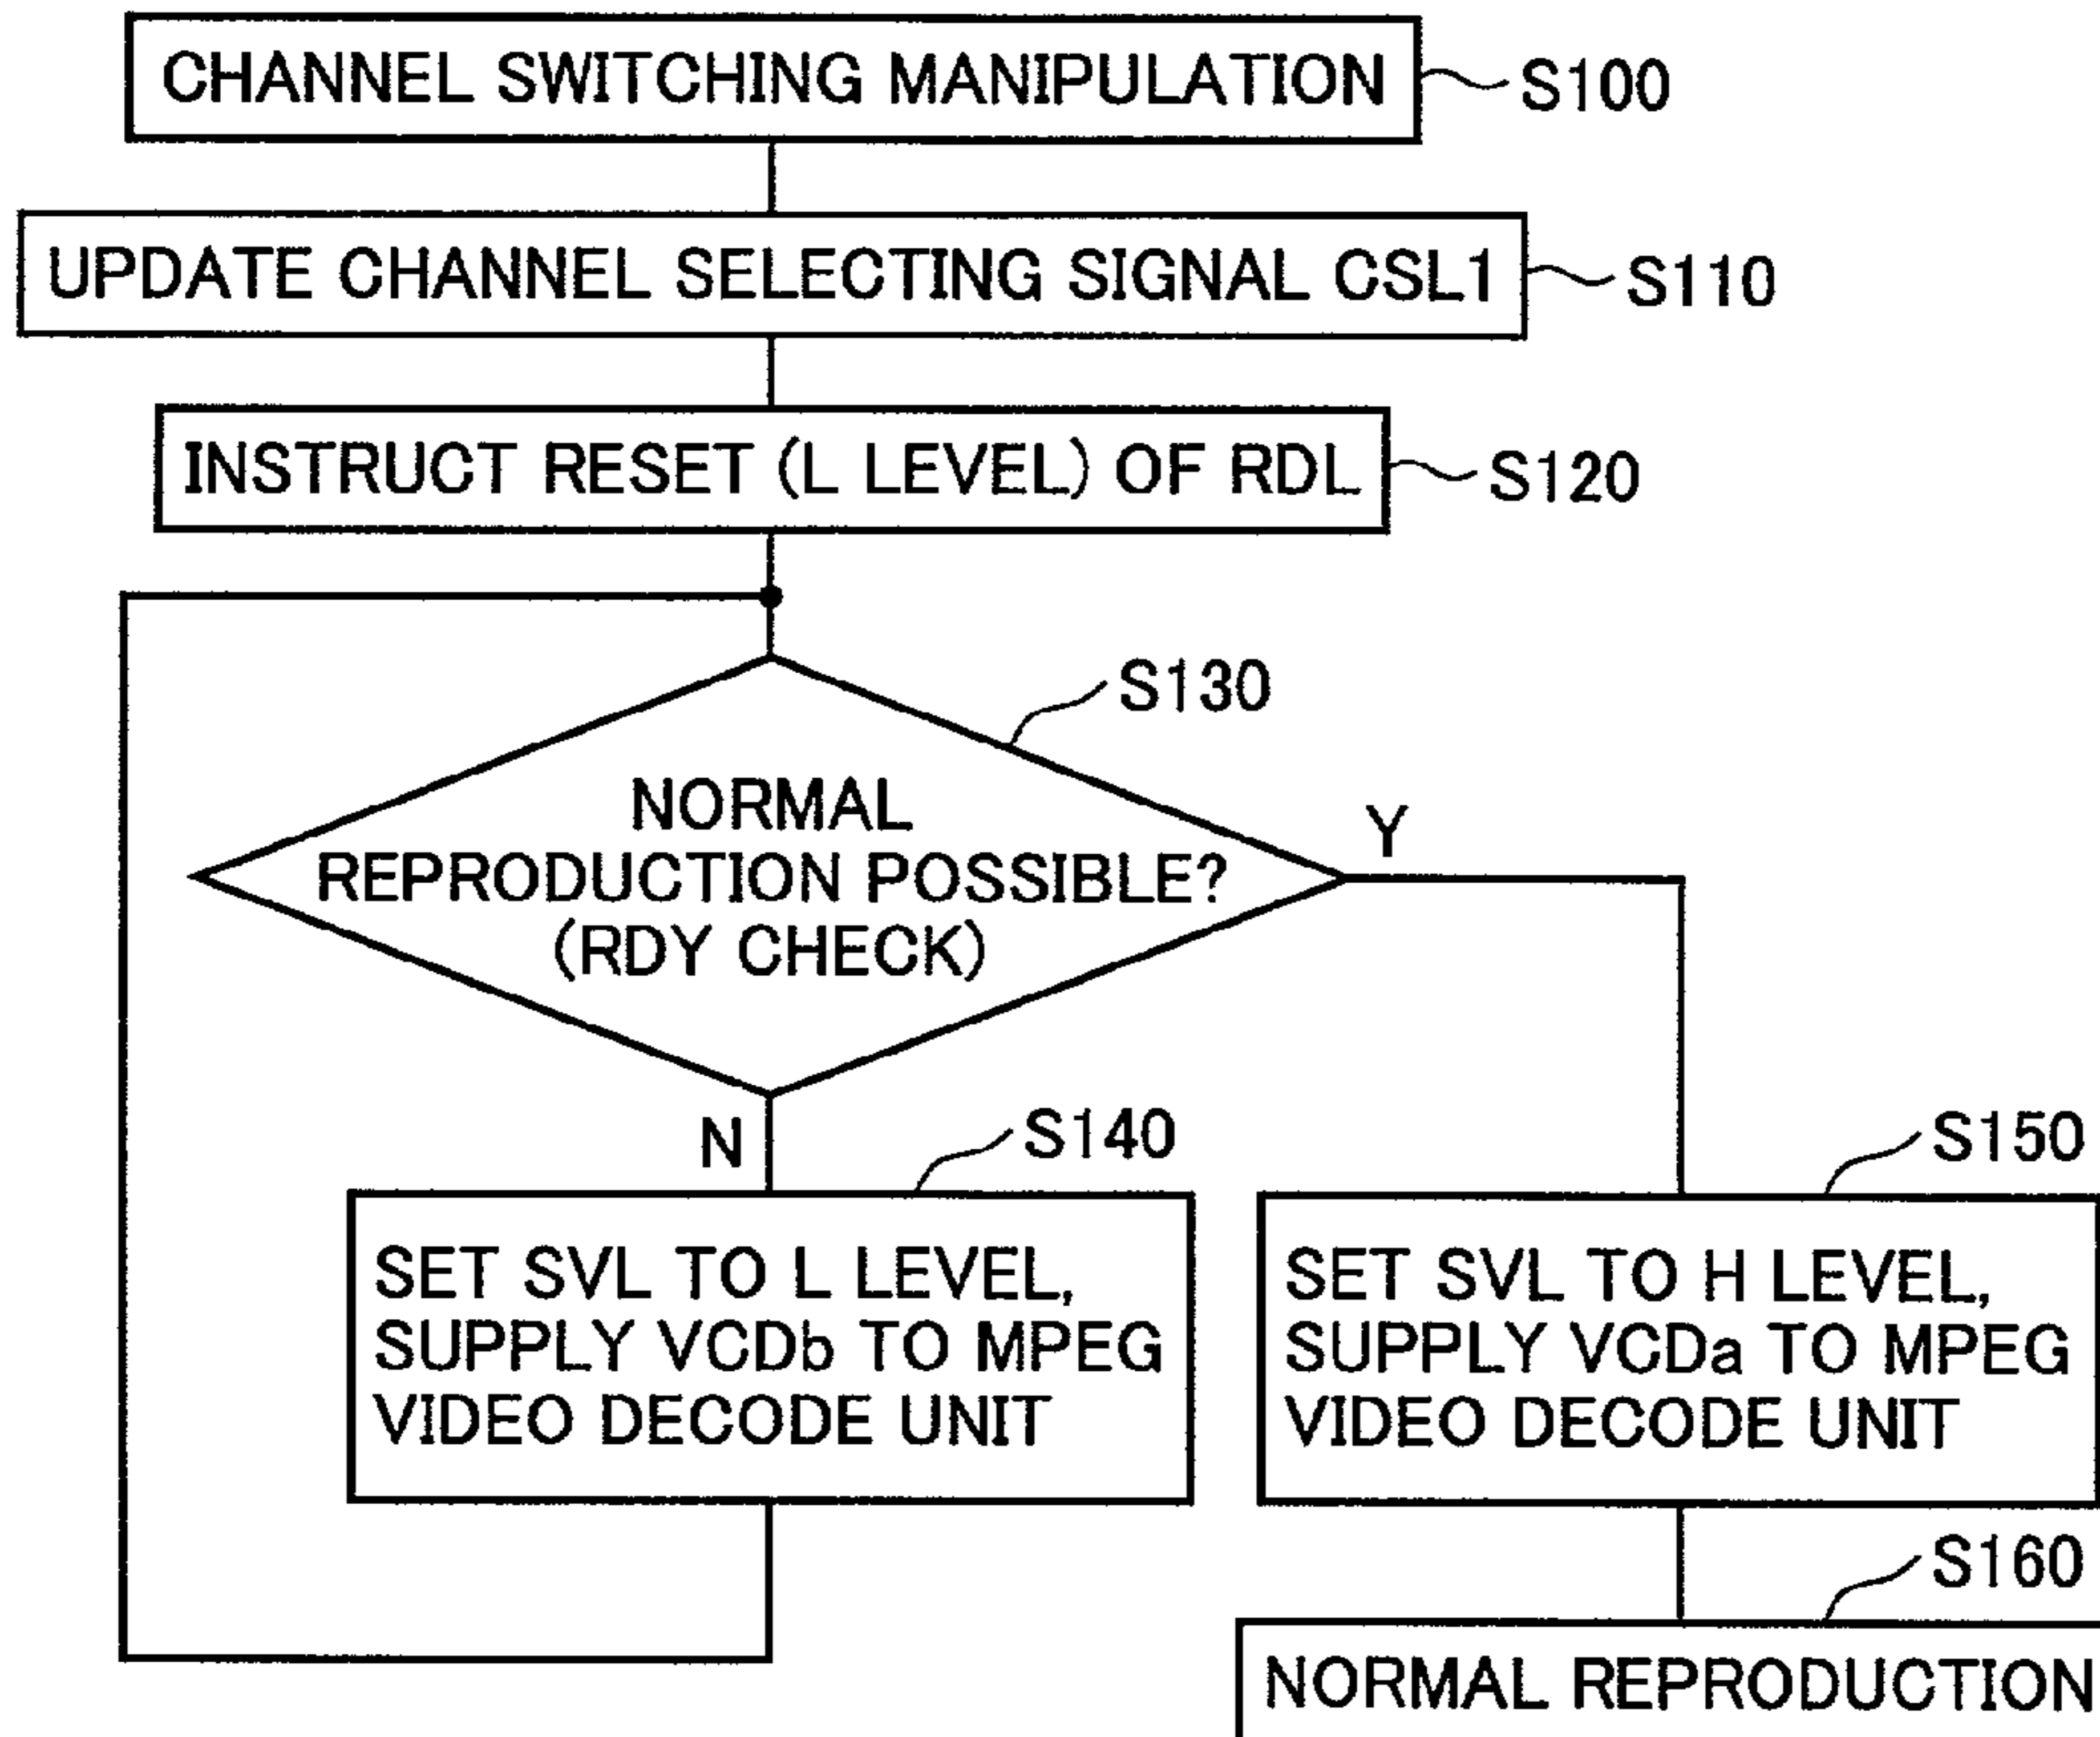 CHANNEL SWITCHING MANIPULATION
S100
UPDATE CHANNEL SELECTING SIGNAL CSL1
S110
INSTRUCT RESET (L LEVEL) OF RDL
S120
S130
NORMAL
REPRODUCTION POSSIBLE?
(RDY CHECK)
Y
N
S140
SET SVL TO L LEVEL,
SUPPLY VCDb TO MPEG
VIDEO DECODE UNIT
S150
SET SVL TO H LEVEL,
SUPPLY VCDa TO MPEG
VIDEO DECODE UNIT
S160
NORMAL REPRODUCTION